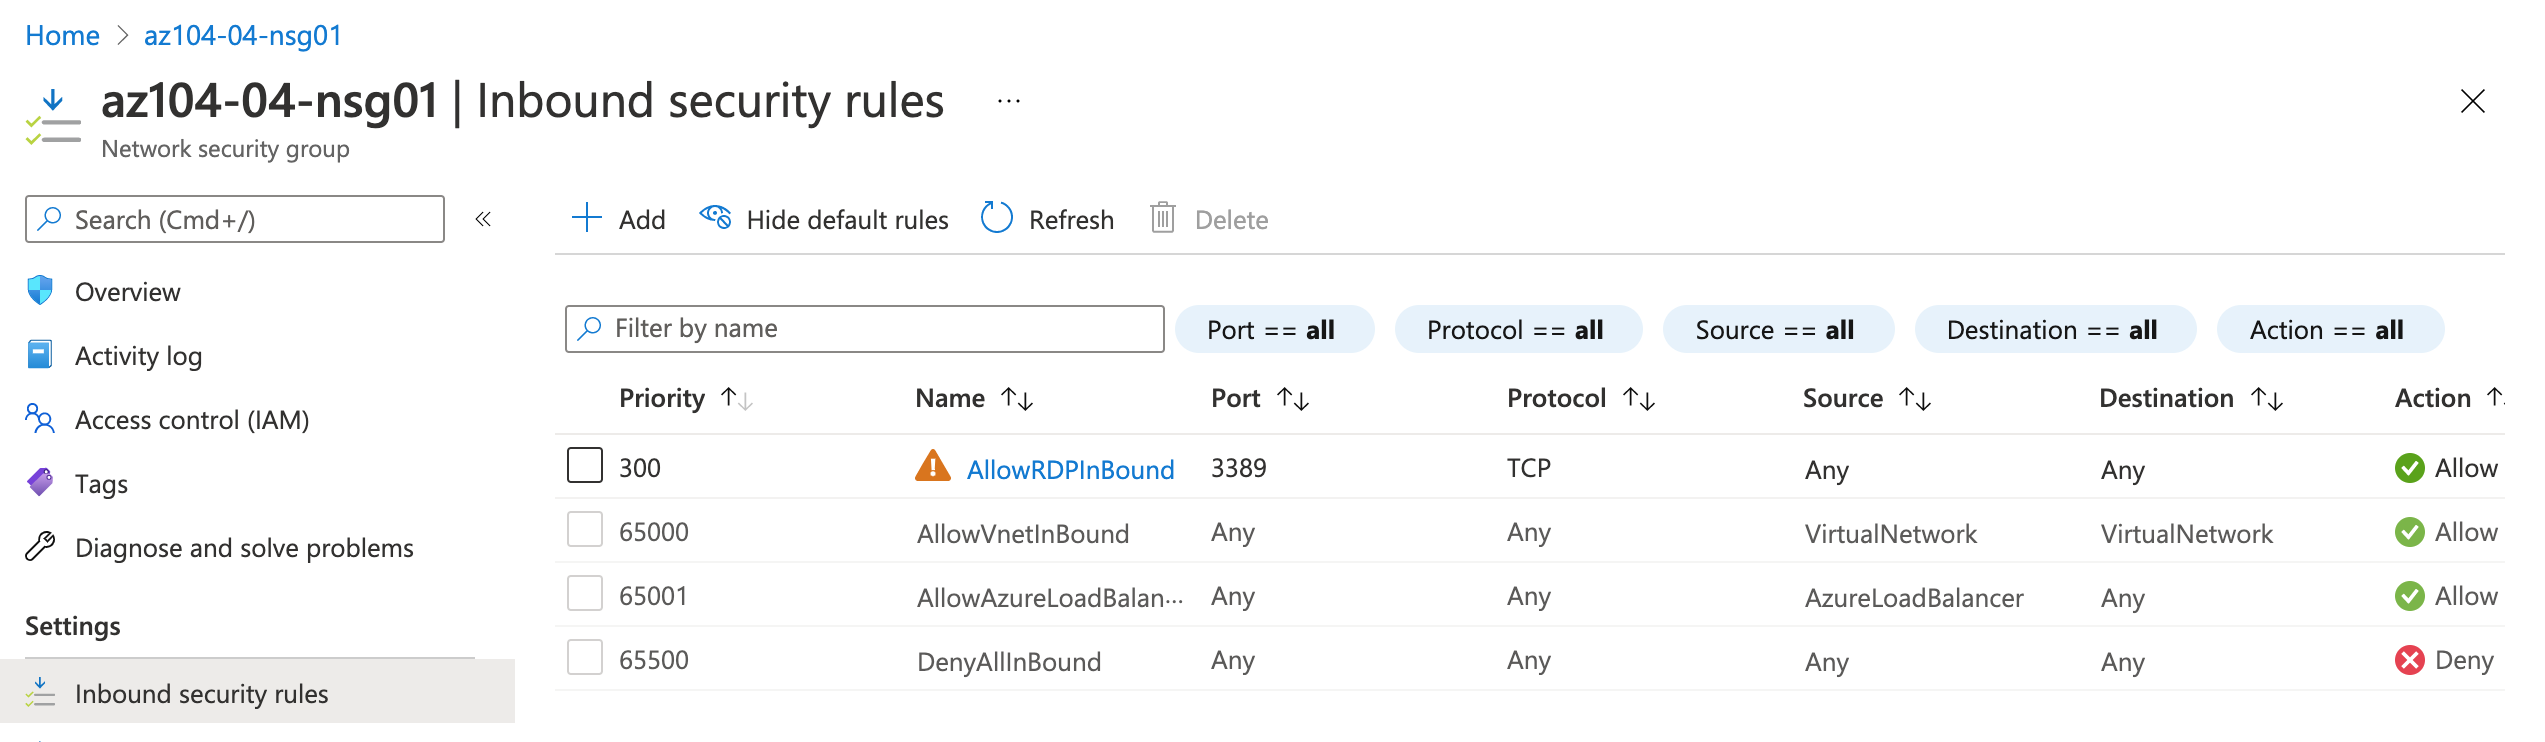 Home > az104-04-nsg01
az104-04-nsg01 | Inbound security rules ...
Network security group
Search (Cmd+/) «
Add Hide default rules Refresh Delete
Overview
Activity log
Access control (IAM)
Tags
Diagnose and solve problems
Settings
Inbound security rules
Filter by name Port == all Protocol == all Source == all Destination == all Action == all
Priority ↑↓ Name ↑↓ Port ↑↓ Protocol ↑↓ Source ↑↓ Destination ↑↓ Action ↑
300 AllowRDPInBound 3389 TCP Any Any Allow
65000 AllowVnetInBound Any Any VirtualNetwork VirtualNetwork Allow
65001 AllowAzureLoadBalan... Any Any AzureLoadBalancer Any Allow
65500 DenyAllInBound Any Any Any Any Deny